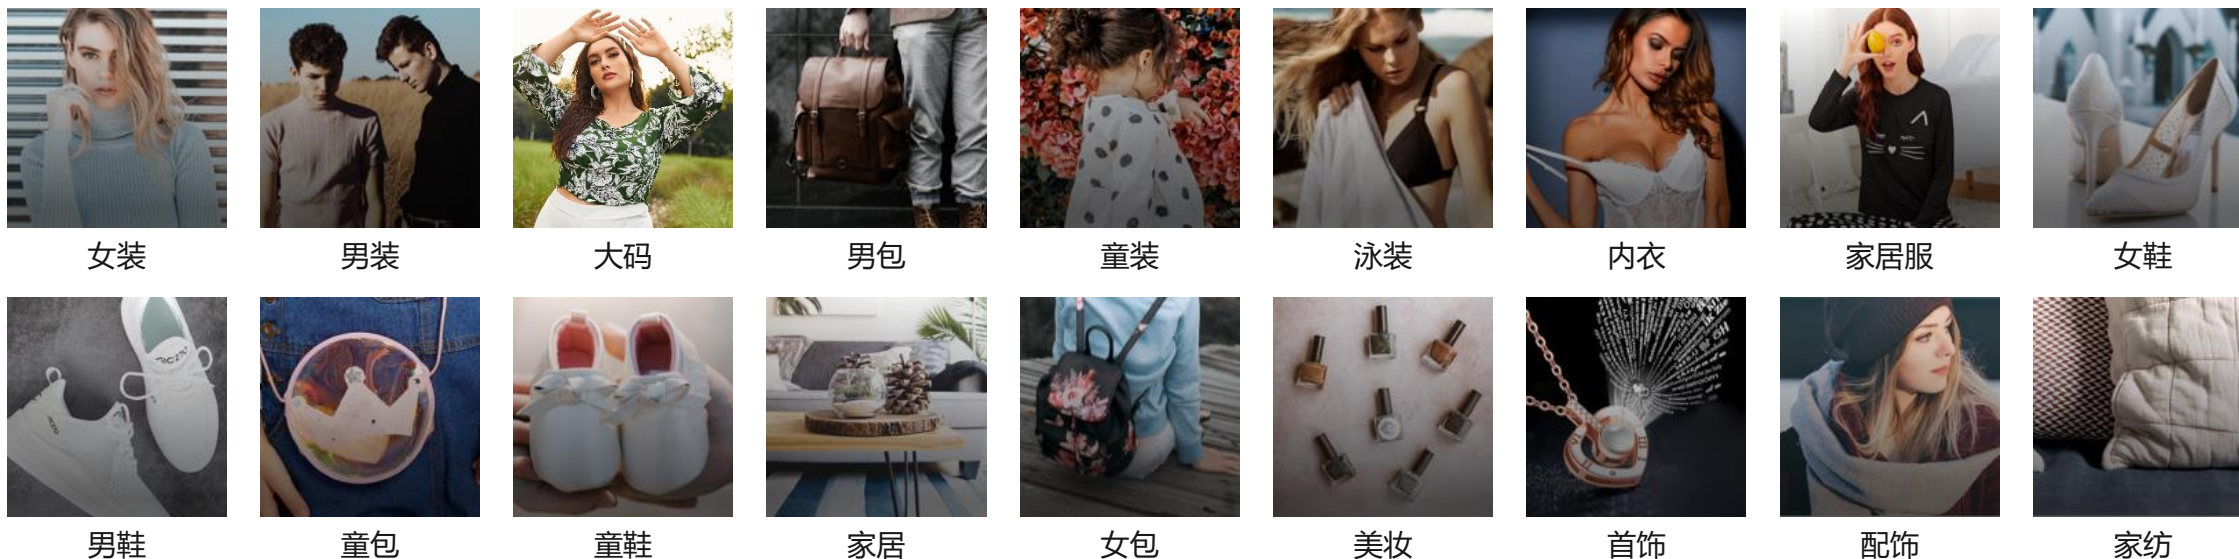 女装 男装 大码 男包 童装 泳装 内衣 家居服 女鞋
男鞋 童包 童鞋 家居 女包 美妆 首饰 配饰 家纺